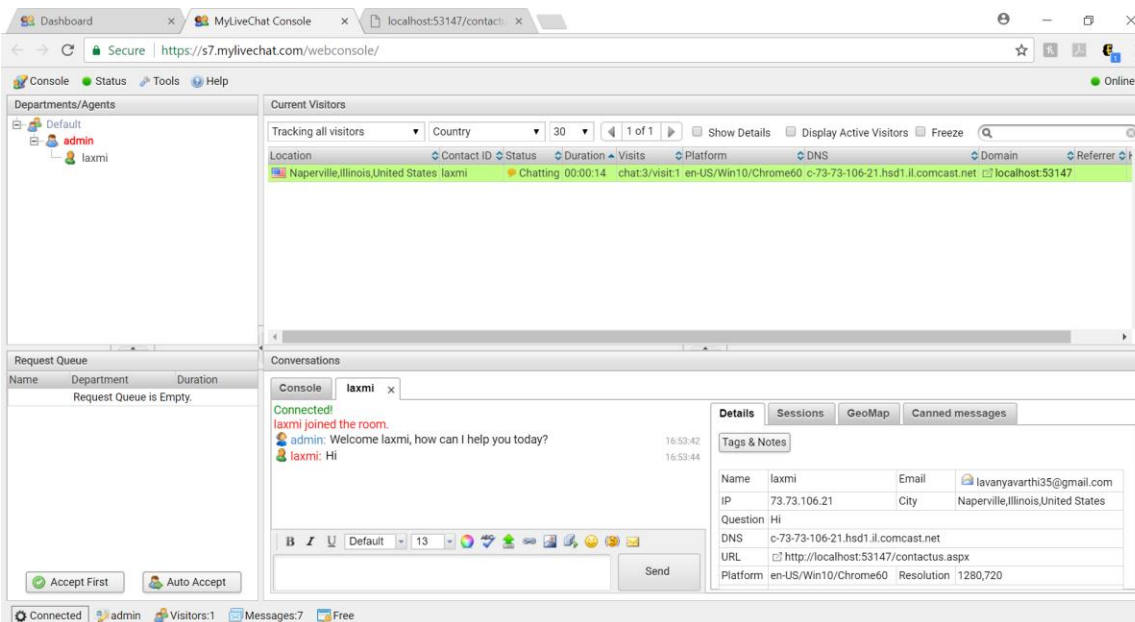 Dashboard × MyLiveChat Console × localhost:53147/contactu ×
Secure | https://s7.mylivechat.com/webconsole/
Console Status Tools Help Online
Departments/Agents
Default
admin
laxmi
Current Visitors
Tracking all visitors Country 30 1 of 1 Show Details Display Active Visitors Freeze
Location Contact ID Status Duration Visits Platform DNS Domain Referrer
Naperville,Illinois,United States laxmi Chatting 00:00:14 chat:3/visit:1 en-US/Win10/Chrome60 c-73-73-106-21.hsd1.il.comcast.net localhost:53147
Request Queue
Name Department Duration
Request Queue is Empty.
Accept First Auto Accept
Conversations
Console laxmi ×
Connected!
laxmi joined the room.
admin: Welcome laxmi, how can I help you today? 16:53:42
laxmi: Hi 16:53:44
B I U Default 13
Send
Details Sessions GeoMap Canned messages
Tags & Notes
Name laxmi Email lavanyavarthi35@gmail.com
IP 73.73.106.21 City Naperville,Illinois,United States
Question Hi
DNS c-73-73-106-21.hsd1.il.comcast.net
URL http://localhost:53147/contactus.aspx
Platform en-US/Win10/Chrome60 Resolution 1280,720
Connected admin Visitors:1 Messages:7 Free